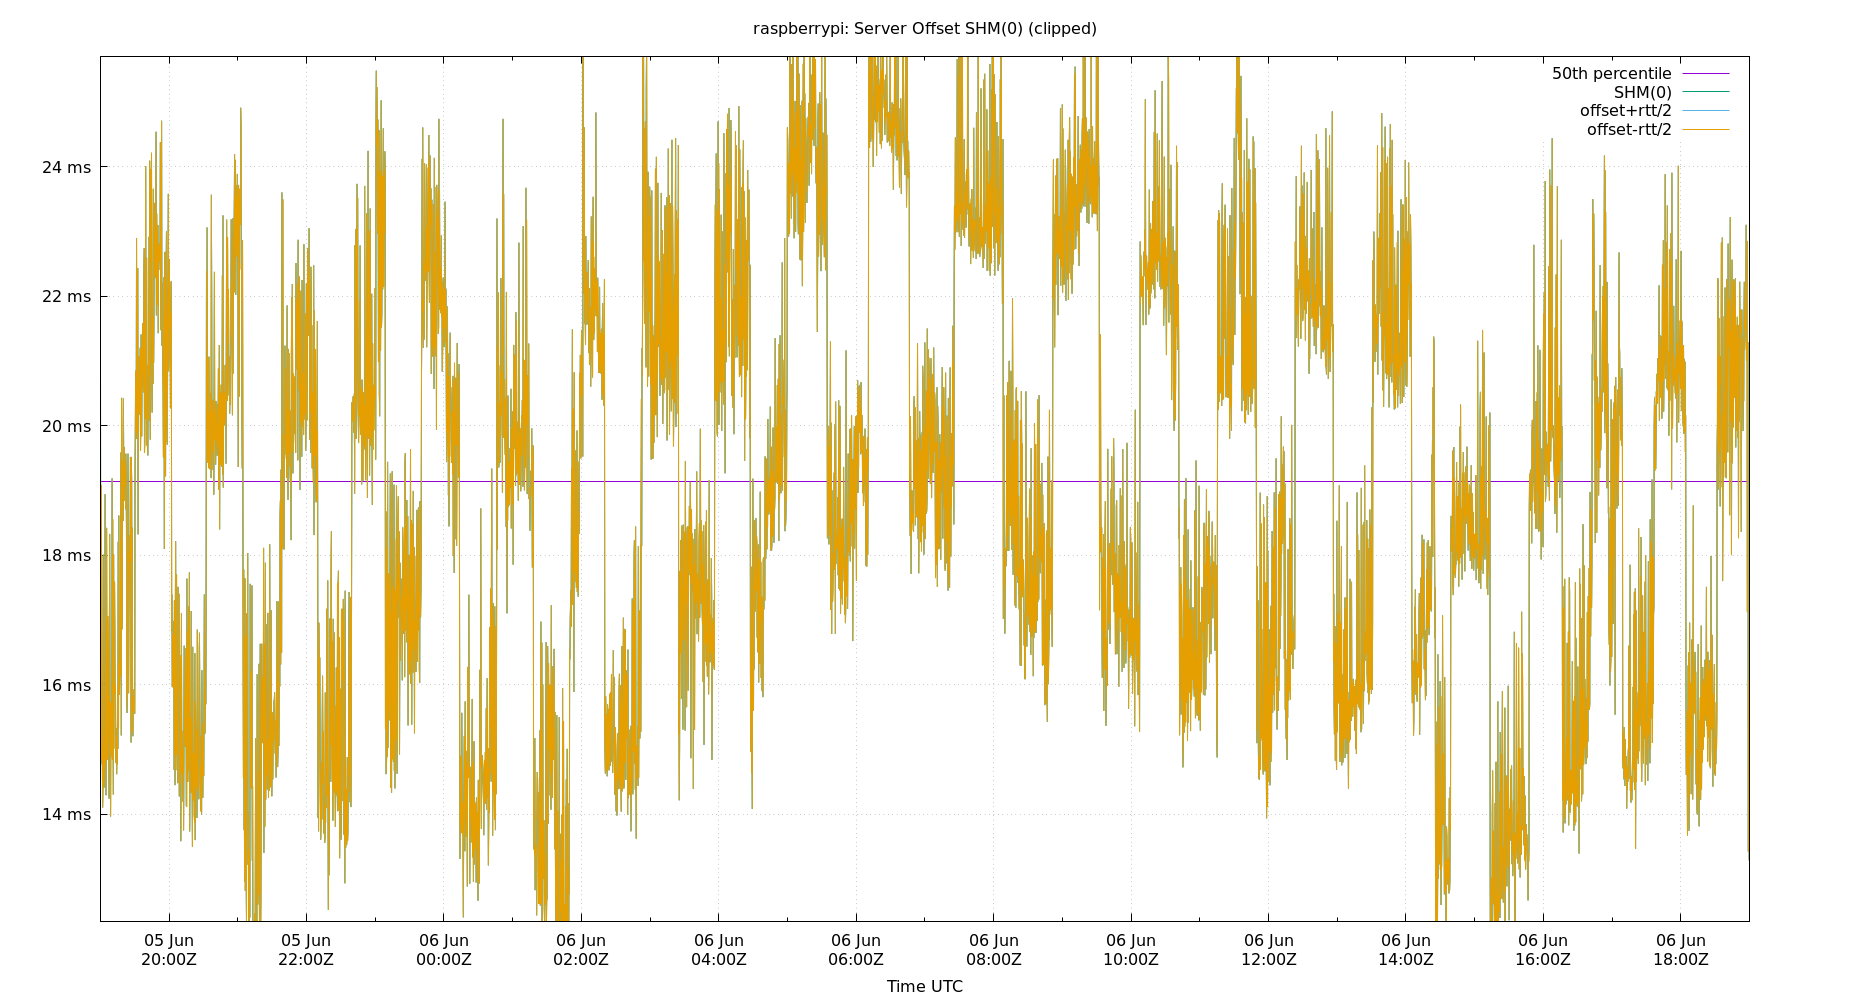 raspberrypi: Server Offset SHM(0) (clipped)
50th percentile
SHM(0)
offset+rtt/2
offset-rtt/2
24 ms
22 ms
20 ms
18 ms
16 ms
14 ms
05 Jun 05 Jun 06 Jun 06 Jun 06 Jun 06 Jun 06 Jun 06 Jun 06 Jun 06 Jun 06 Jun 06 Jun
20:00Z 22:00Z 00:00Z 02:00Z 04:00Z 06:00Z 08:00Z 10:00Z 12:00Z 14:00Z 16:00Z 18:00Z
Time UTC